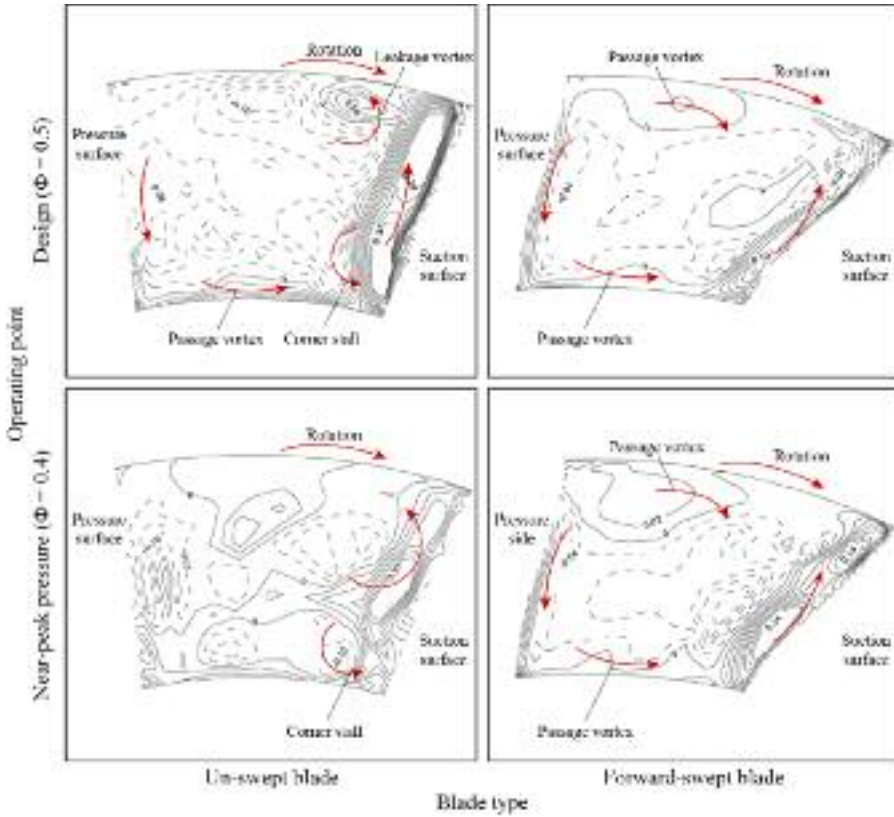 Operating point
Design (Φ = 0.5)
Near-peak pressure (Φ = 0.4)
Rotation
Leakage vortex
Pressure
surface
Suction
surface
Passage vortex
Corner stall
Passage vortex
Rotation
Pressure
surface
Suction
surface
Passage vortex
Rotation
Pressure
surface
Suction
surface
Corner stall
Passage vortex
Rotation
Pressure
side
Suction
surface
Passage vortex
Un-swept blade
Forward-swept blade
Blade type